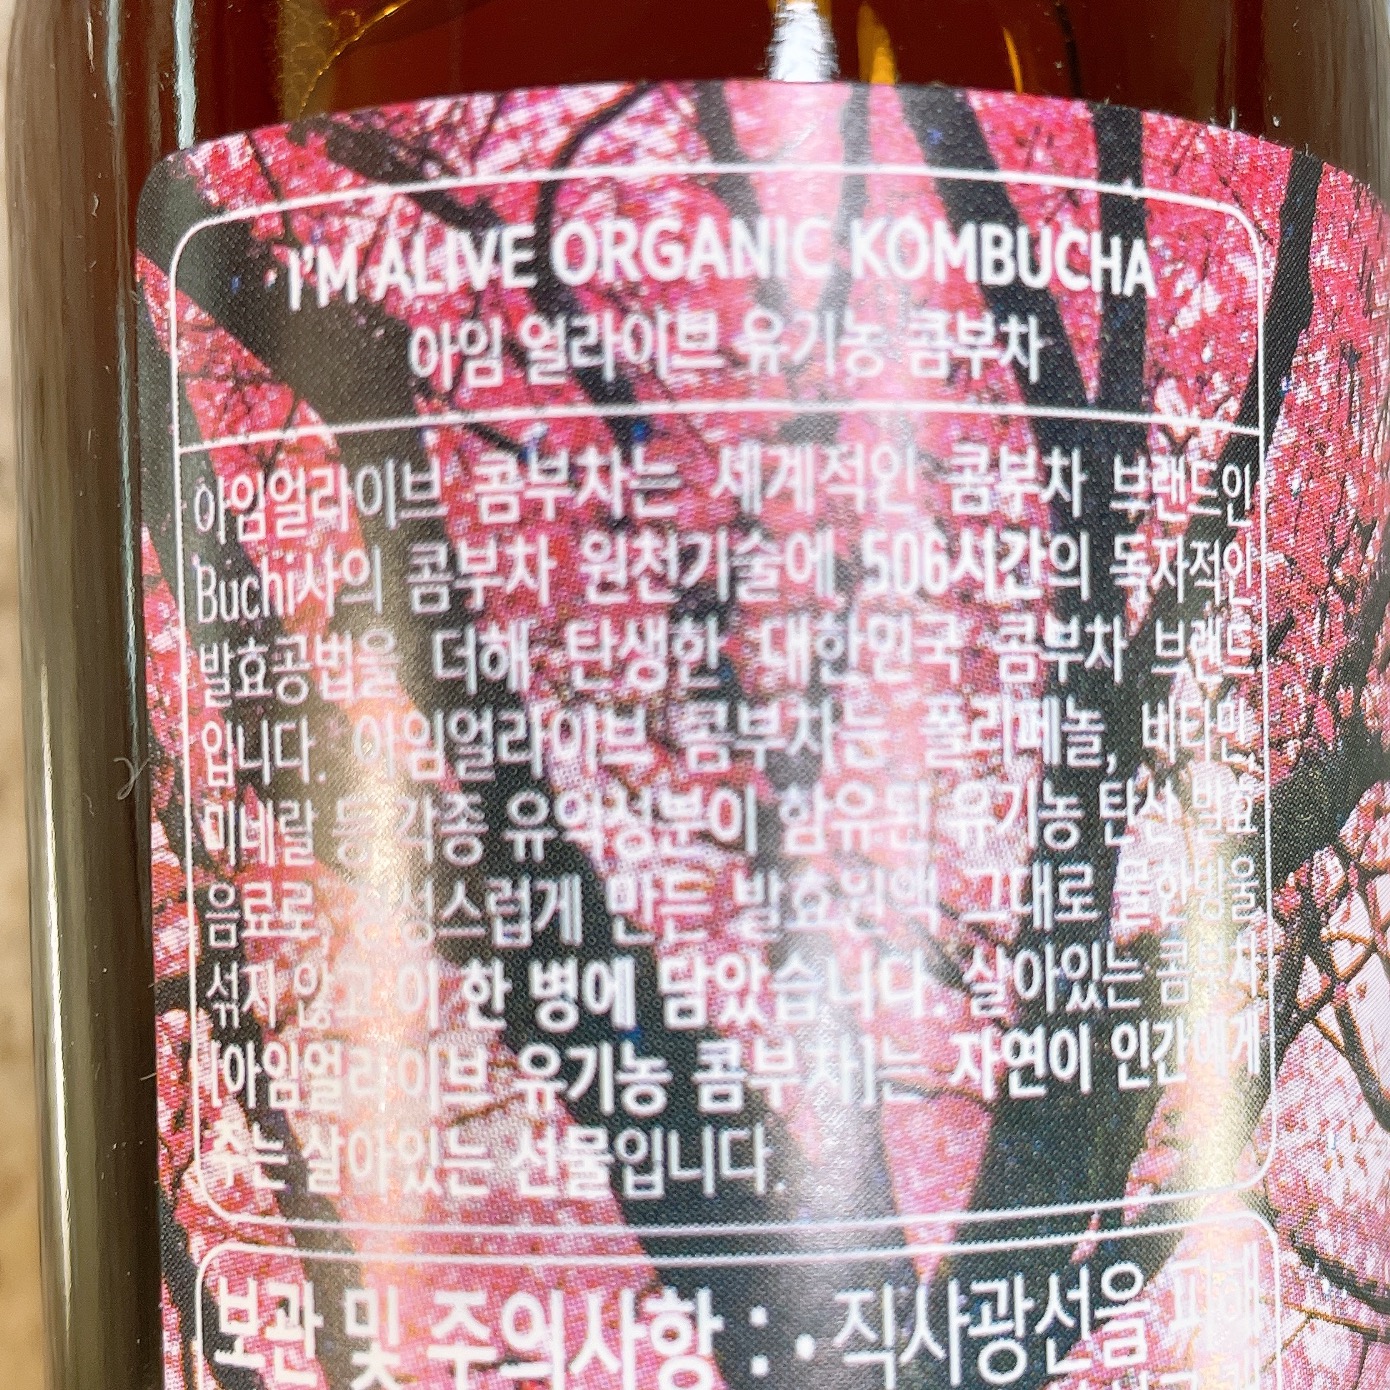 I'M ALIVE ORGANIC KOMBUCHA
아임 얼라이브 유기농 콤부차
아임얼라이브 콤부차는 세계적인 콤부차 브랜드인
Buchi사의 콤부차 원천기술에 506시간의 독자적인
발효공법을 더해 탄생한 대한민국 콤부차 브랜드
입니다. 아임얼라이브 콤부차는 폴리페놀, 비타민,
미네랄 등 각종 유익성분이 함유된 유기농 탄산 발효
음료로, 정성스럽게 만든 발효원액 그대로 물 한방울
섞지 않고 이 한 병에 담았습니다. 살아있는 콤부차
[아임얼라이브 유기농 콤부차]는 자연이 인간에게
주는 살아있는 선물입니다.
보관 및 주의사항 : •직사광선을 피해